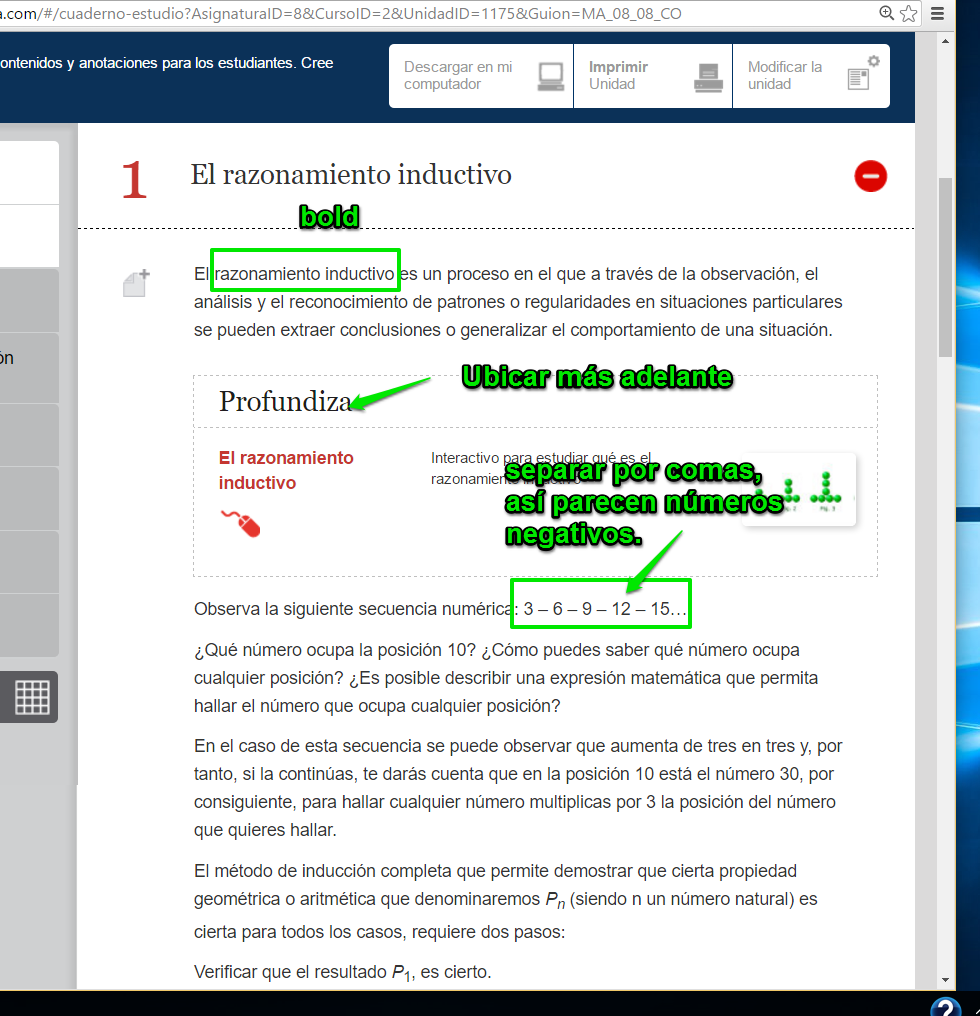 a.com/#/cuaderno-estudio?AsignaturaID=8&CursoID=2&UnidadID=1175&Guion=MA_08_08_CO
ontenidos y anotaciones para los estudiantes. Cree
Descargar en mi
computador
Imprimir
Unidad
Modificar la
unidad
1
El razonamiento inductivo
bold
El razonamiento inductivo es un proceso en el que a través de la observación, el
análisis y el reconocimiento de patrones o regularidades en situaciones particulares
se pueden extraer conclusiones o generalizar el comportamiento de una situación.
Ubicar más adelante
Profundiza
ón
El razonamiento
inductivo
Interactivo para estudiar qué es el
razonamiento inductivo
separar por comas,
así parecen números
negativos.
Observa la siguiente secuencia numérica: 3 – 6 – 9 – 12 – 15…
¿Qué número ocupa la posición 10? ¿Cómo puedes saber qué número ocupa
cualquier posición? ¿Es posible describir una expresión matemática que permita
hallar el número que ocupa cualquier posición?
En el caso de esta secuencia se puede observar que aumenta de tres en tres y, por
tanto, si la continúas, te darás cuenta que en la posición 10 está el número 30, por
consiguiente, para hallar cualquier número multiplicas por 3 la posición del número
que quieres hallar.
El método de inducción completa que permite demostrar que cierta propiedad
geométrica o aritmética que denominaremos Pn (siendo n un número natural) es
cierta para todos los casos, requiere dos pasos:
Verificar que el resultado P1, es cierto.
?